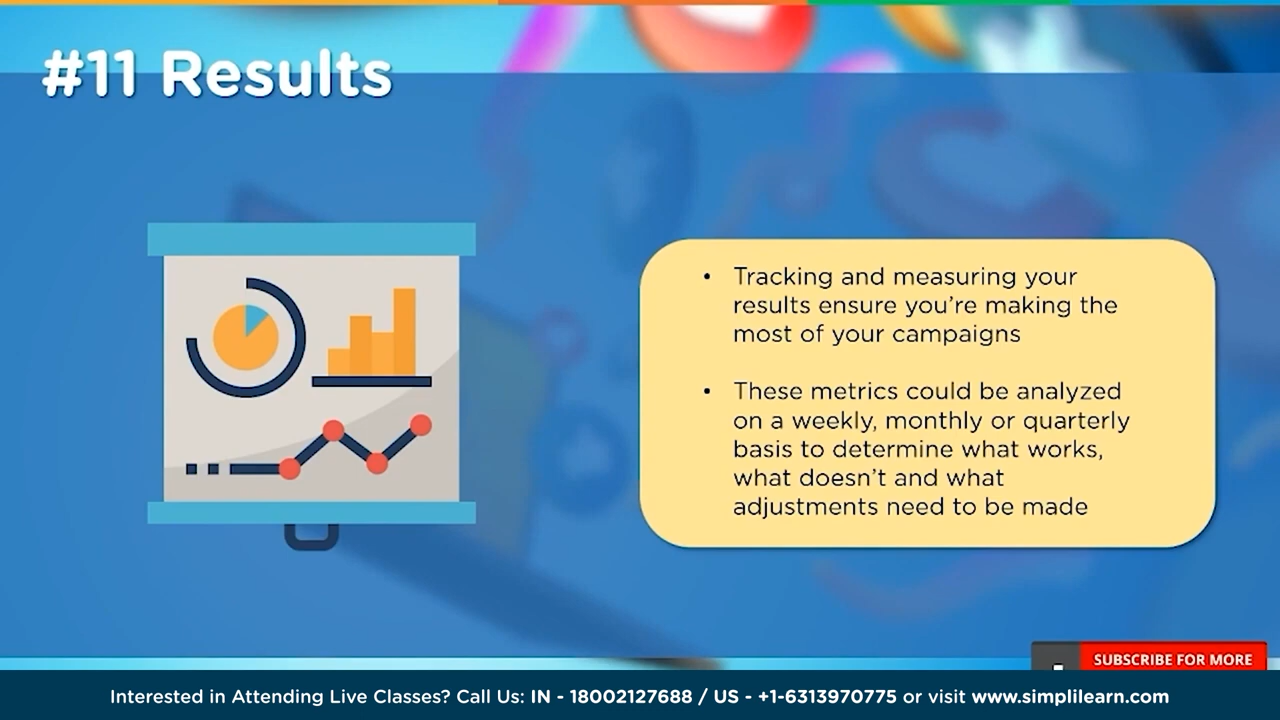 #11 Results
• Tracking and measuring your
results ensure you're making the
most of your campaigns
• These metrics could be analyzed
on a weekly, monthly or quarterly
basis to determine what works,
what doesn't and what
adjustments need to be made
SUBSCRIBE FOR MORE
Interested in Attending Live Classes? Call Us: IN - 18002127688 / US - +1-6313970775 or visit www.simplilearn.com